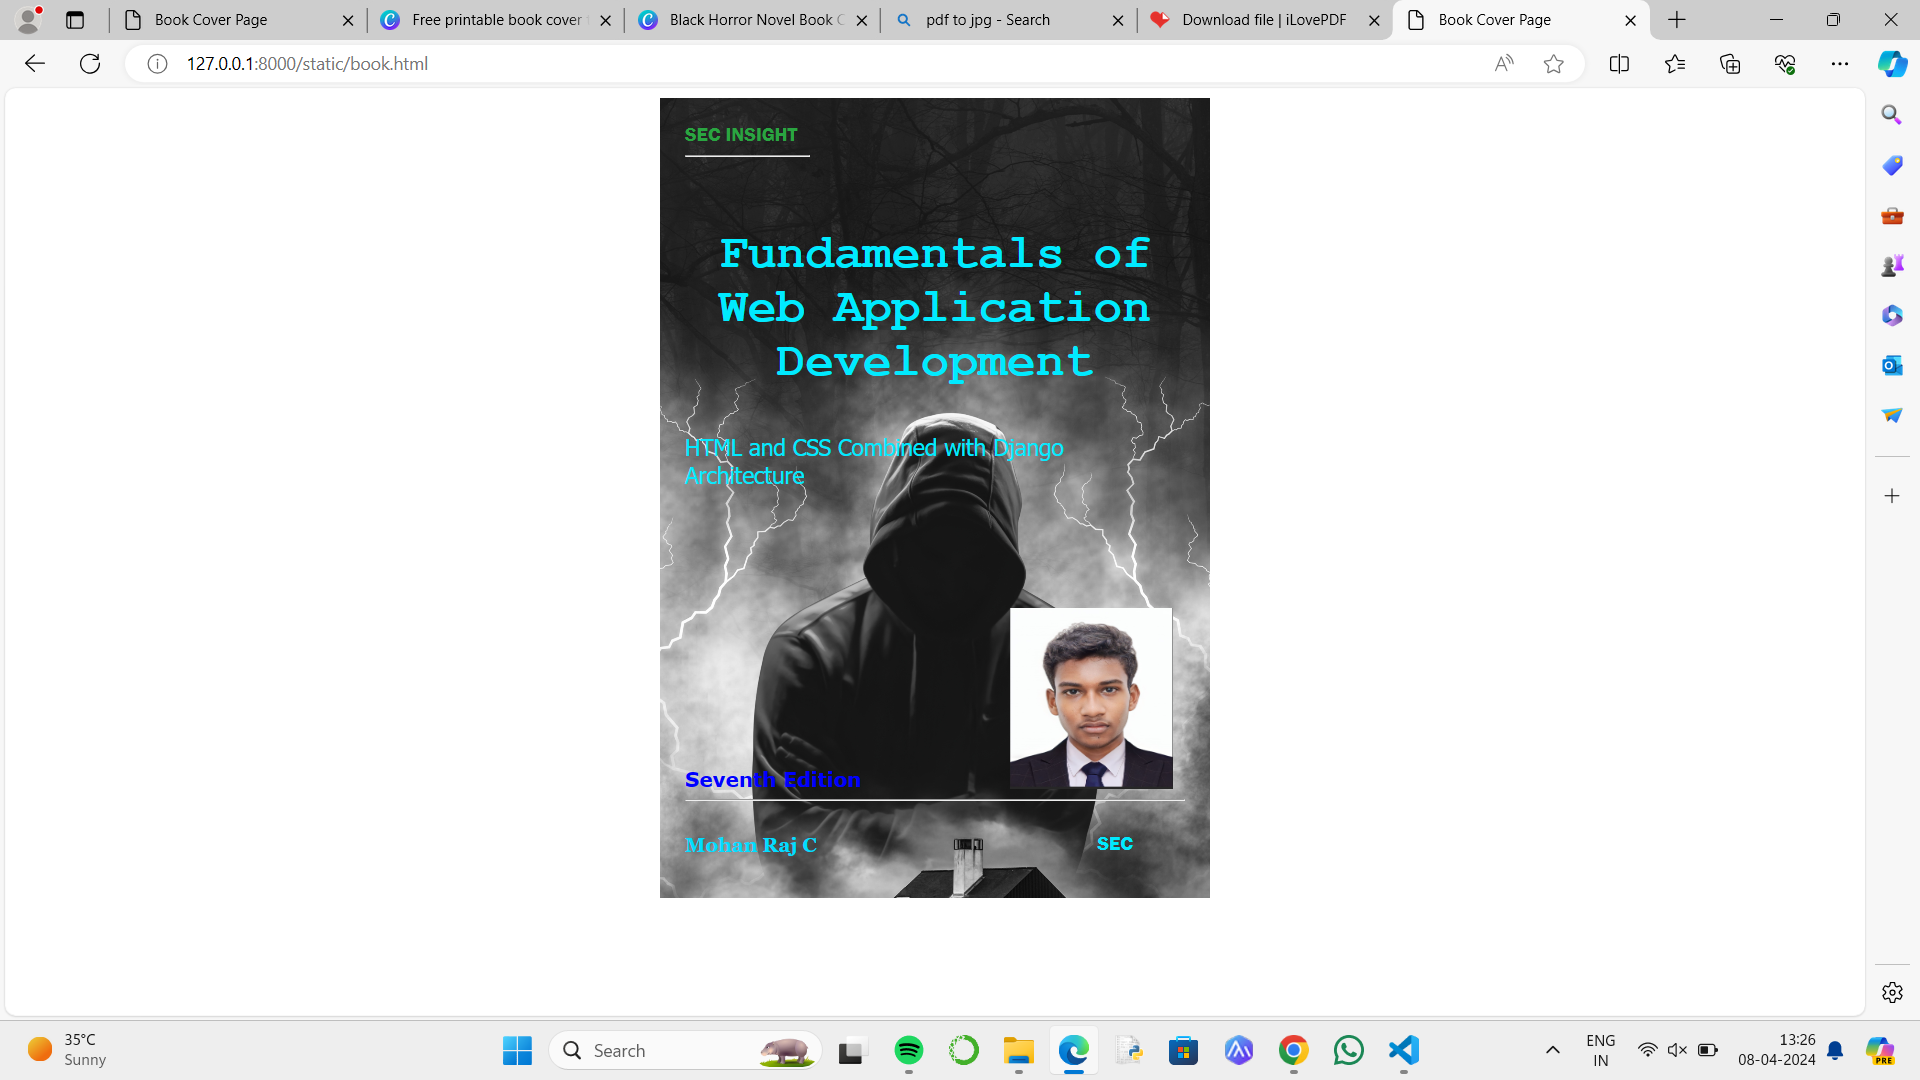 Book Cover Page
Free printable book cover t
Black Horror Novel Book C
pdf to jpg - Search
Download file | iLovePDF
Book Cover Page
127.0.0.1:8000/static/book.html
SEC INSIGHT
Fundamentals of
Web Application
Development
HTML and CSS Combined with Django
Architecture
Seventh Edition
Mohan Raj C
SEC
35°C
Sunny
Search
PRE
ENG
IN
13:26
08-04-2024